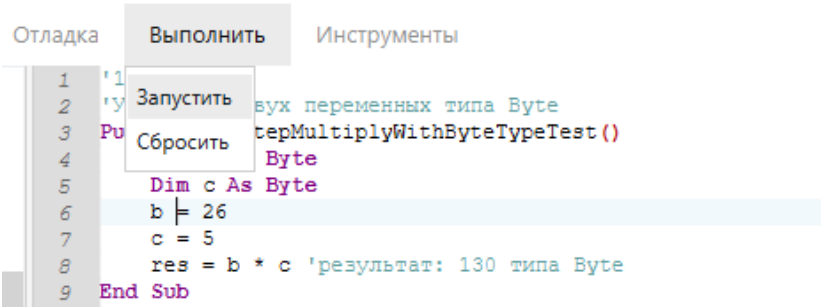 Отладка Выполнить Инструменты
1 '1
Запустить
2 'У вух переменных типа Byte
3 Pu tepMultiplyWithByteTypeTest()
Сбросить
4 Byte
5 Dim c As Byte
6 b = 26
7 c = 5
8 res = b * c 'результат: 130 типа Byte
9 End Sub